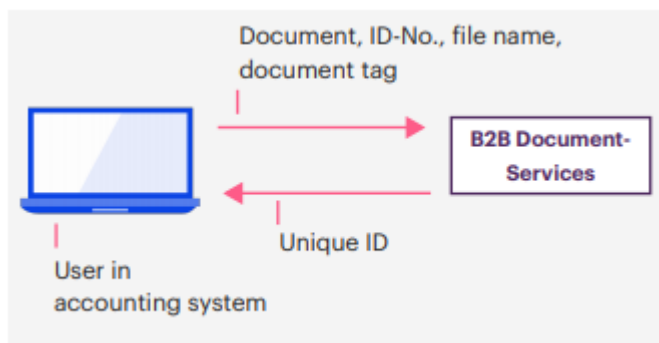 Document, ID-No., file name,
document tag
B2B Document-
Services
Unique ID
User in
accounting system